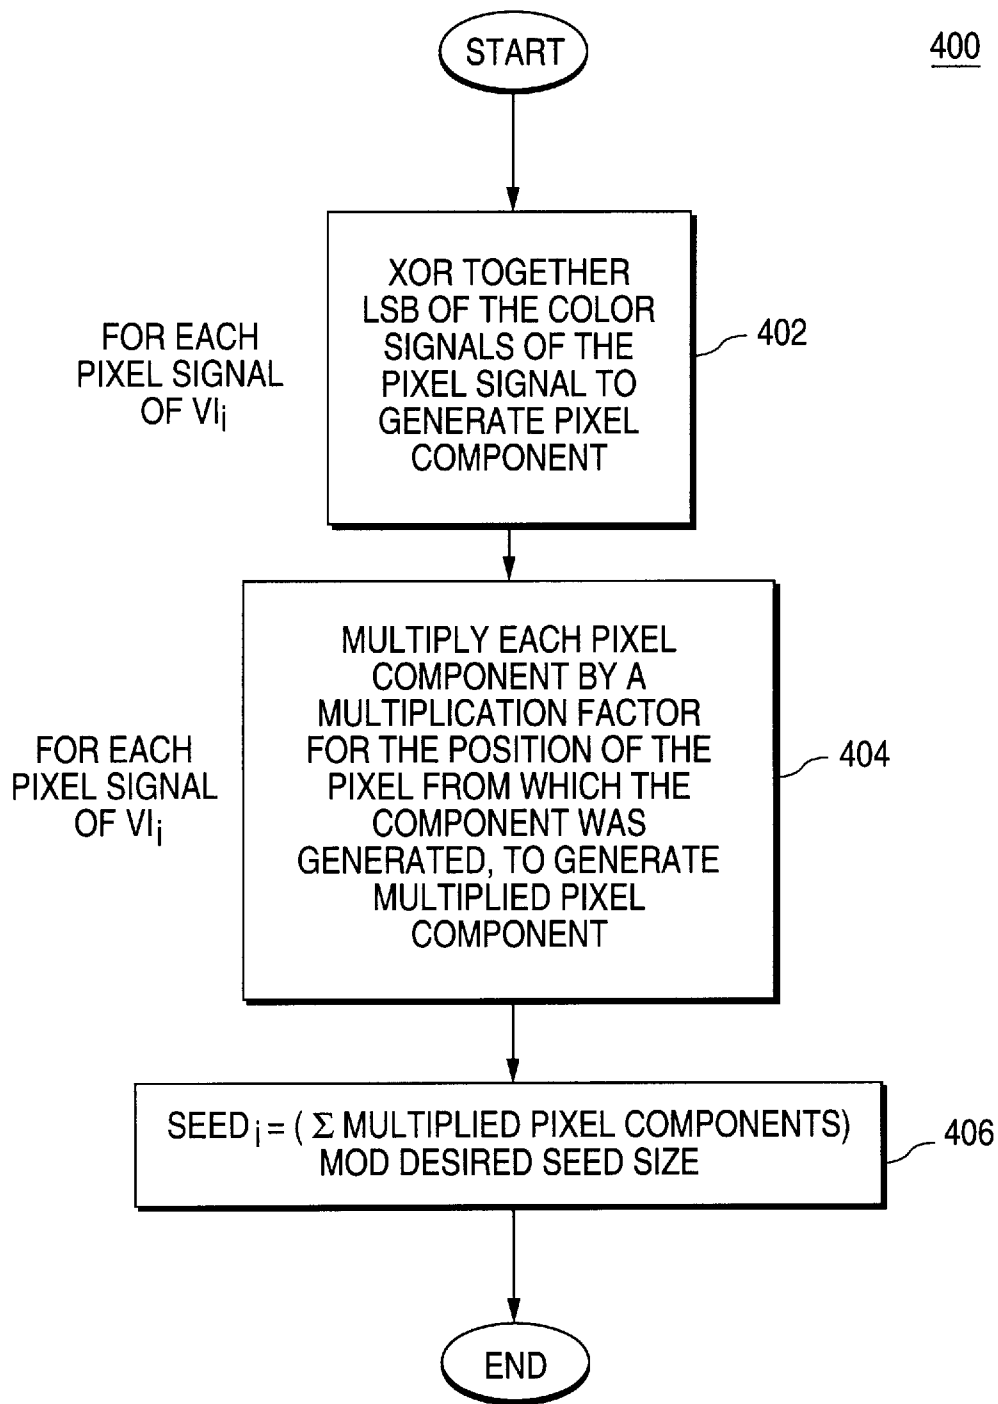 START
400
XOR TOGETHER
LSB OF THE COLOR
SIGNALS OF THE
PIXEL SIGNAL TO
GENERATE PIXEL
COMPONENT
402
FOR EACH
PIXEL SIGNAL
OF VIi
MULTIPLY EACH PIXEL
COMPONENT BY A
MULTIPLICATION FACTOR
FOR THE POSITION OF THE
PIXEL FROM WHICH THE
COMPONENT WAS
GENERATED, TO GENERATE
MULTIPLIED PIXEL
COMPONENT
404
FOR EACH
PIXEL SIGNAL
OF VIi
SEEDi = ( Σ MULTIPLIED PIXEL COMPONENTS)
MOD DESIRED SEED SIZE
406
END